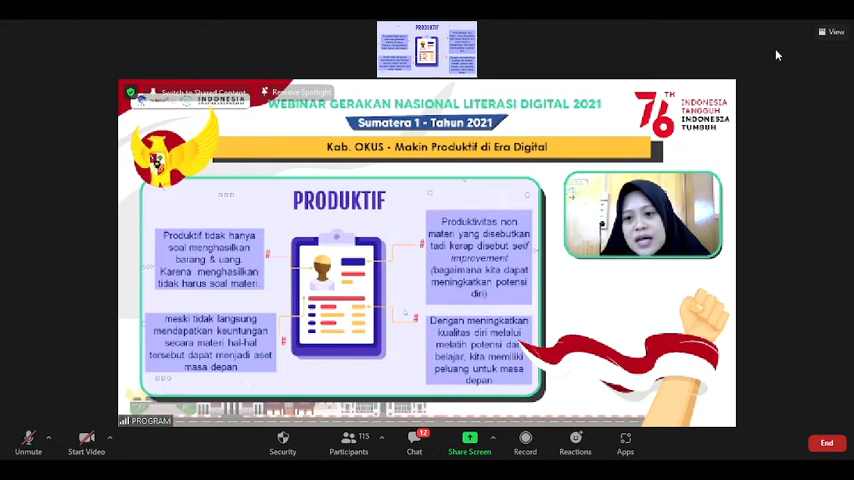 PRODUKTIF
View
Switch to Shared Content
Remove Spotlight
INDONESIA
WEBINAR GERAKAN NASIONAL LITERASI DIGITAL 2021
Sumatera 1 - Tahun 2021
Kab. OKUS - Makin Produktif di Era Digital
76 TH
INDONESIA
TANGGUH
INDONESIA
TUMBUH
PRODUKTIF
Produktif tidak hanya
soal menghasilkan
barang & uang.
Karena menghasilkan
tidak harus soal materi.
meski tidak langsung
mendapatkan keuntungan
secara materi hal-hal
tersebut dapat menjadi aset
masa depan
Produktivitas non
materi yang disebutkan
tadi kerap disebut self
improvement
(bagaimana kita dapat
meningkatkan potensi
diri)
Dengan meningkatkan
kualitas diri melalui
melatih potensi dan
belajar, kita memiliki
peluang untuk masa
depan
PROGRAM
Unmute
Start Video
Security
115
Participants
12
Chat
Share Screen
Record
Reactions
Apps
End